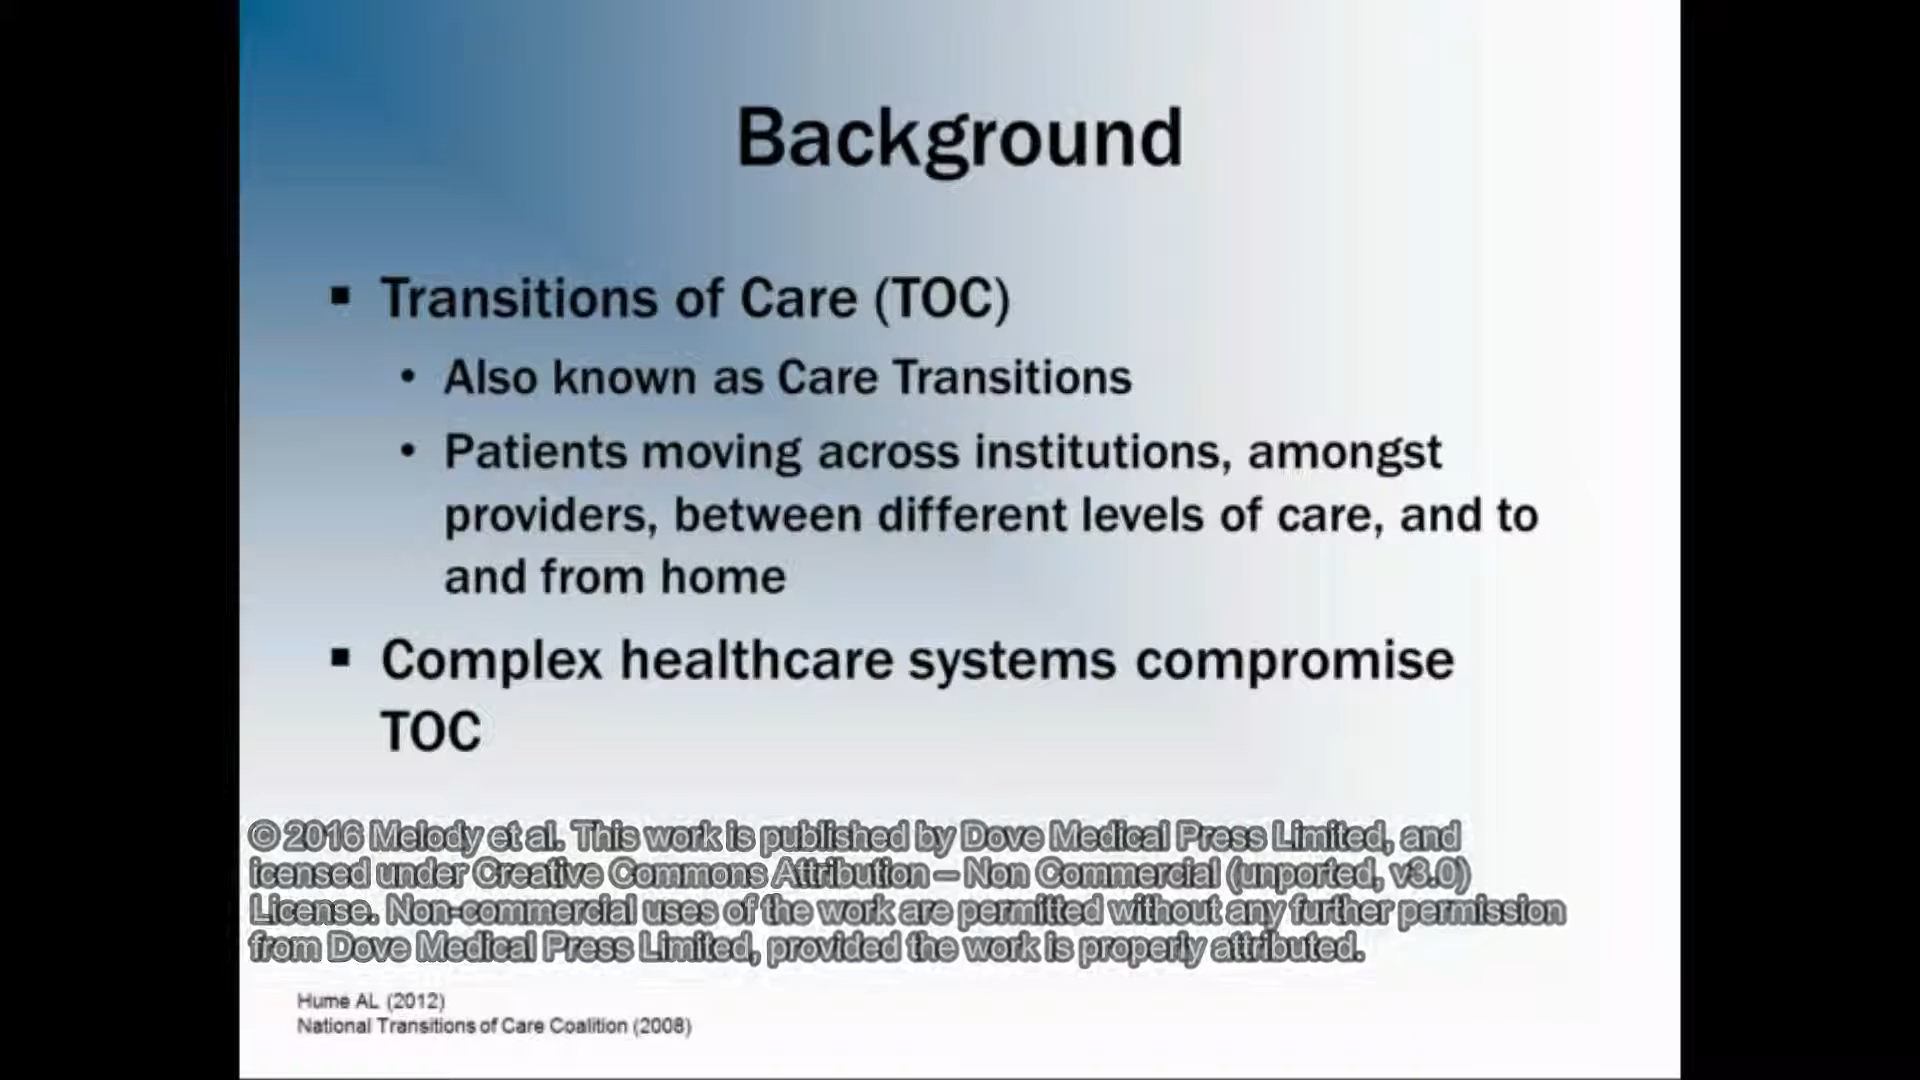 Background
▪ Transitions of Care (TOC)
• Also known as Care Transitions
• Patients moving across institutions, amongst
providers, between different levels of care, and to
and from home
▪ Complex healthcare systems compromise
TOC
© 2016 Melody et al. This work is published by Dove Medical Press Limited, and
icensed under Creative Commons Attribution – Non Commercial (unported, v3.0)
License. Non-commercial uses of the work are permitted without any further permission
from Dove Medical Press Limited, provided the work is properly attributed.
Hume AL (2012)
National Transitions of Care Coalition (2008)